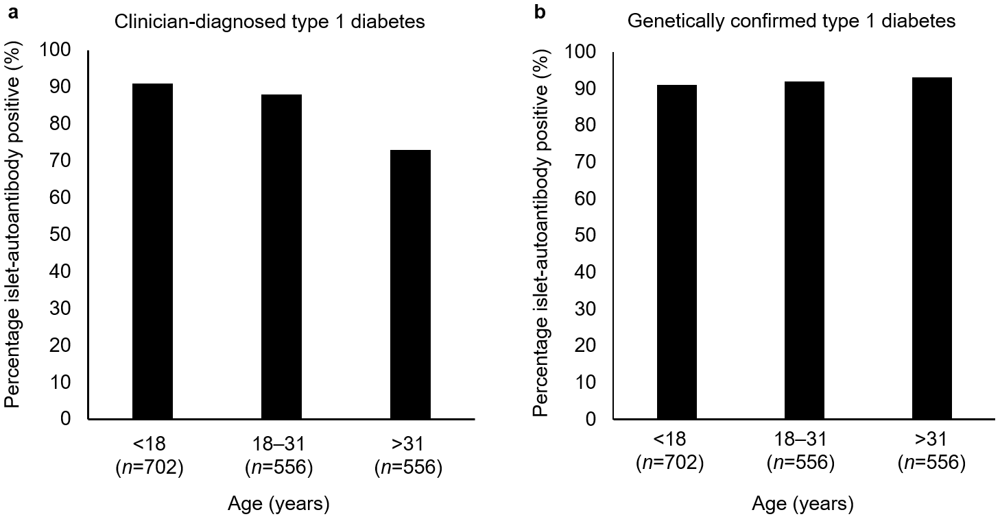 a
Clinician-diagnosed type 1 diabetes
Percentage islet-autoantibody positive (%)
100
90
80
70
60
50
40
30
20
10
0
<18
(n=702)
18–31
(n=556)
>31
(n=556)
Age (years)
b
Genetically confirmed type 1 diabetes
Percentage islet-autoantibody positive (%)
100
90
80
70
60
50
40
30
20
10
0
<18
(n=702)
18–31
(n=556)
>31
(n=556)
Age (years)